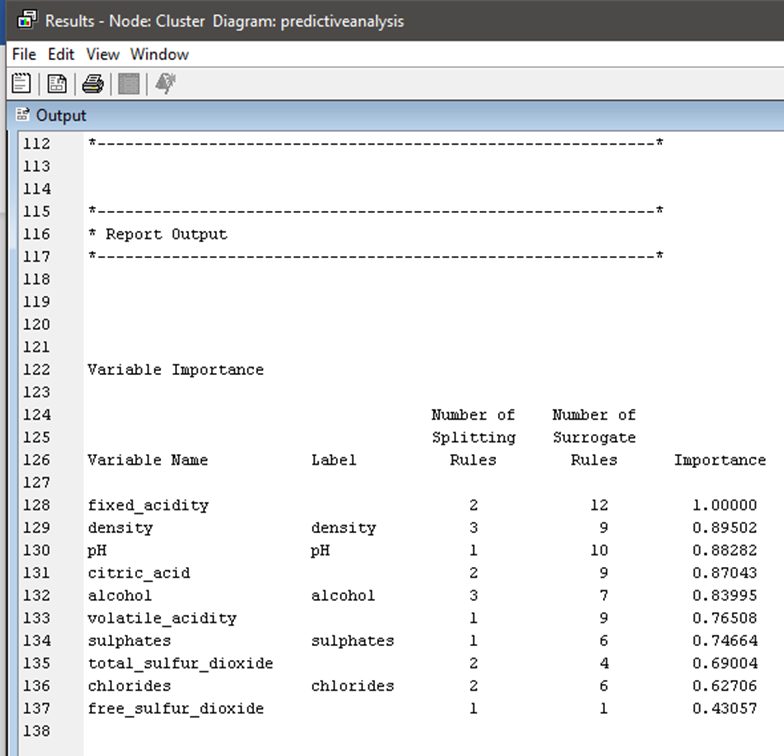 Results - Node: Cluster Diagram: predictiveanalysis
File Edit View Window
Output
112 *------------------------------------------------------------*
113
114
115 *------------------------------------------------------------*
116 * Report Output
117 *------------------------------------------------------------*
118
119
120
121
122 Variable Importance
123
124 Number of Number of
125 Splitting Surrogate
126 Variable Name Label Rules Rules Importance
127
128 fixed_acidity 2 12 1.00000
129 density density 3 9 0.89502
130 pH pH 1 10 0.88282
131 citric_acid 2 9 0.87043
132 alcohol alcohol 3 7 0.83995
133 volatile_acidity 1 9 0.76508
134 sulphates sulphates 1 6 0.74664
135 total_sulfur_dioxide 2 4 0.69004
136 chlorides chlorides 2 6 0.62706
137 free_sulfur_dioxide 1 1 0.43057
138